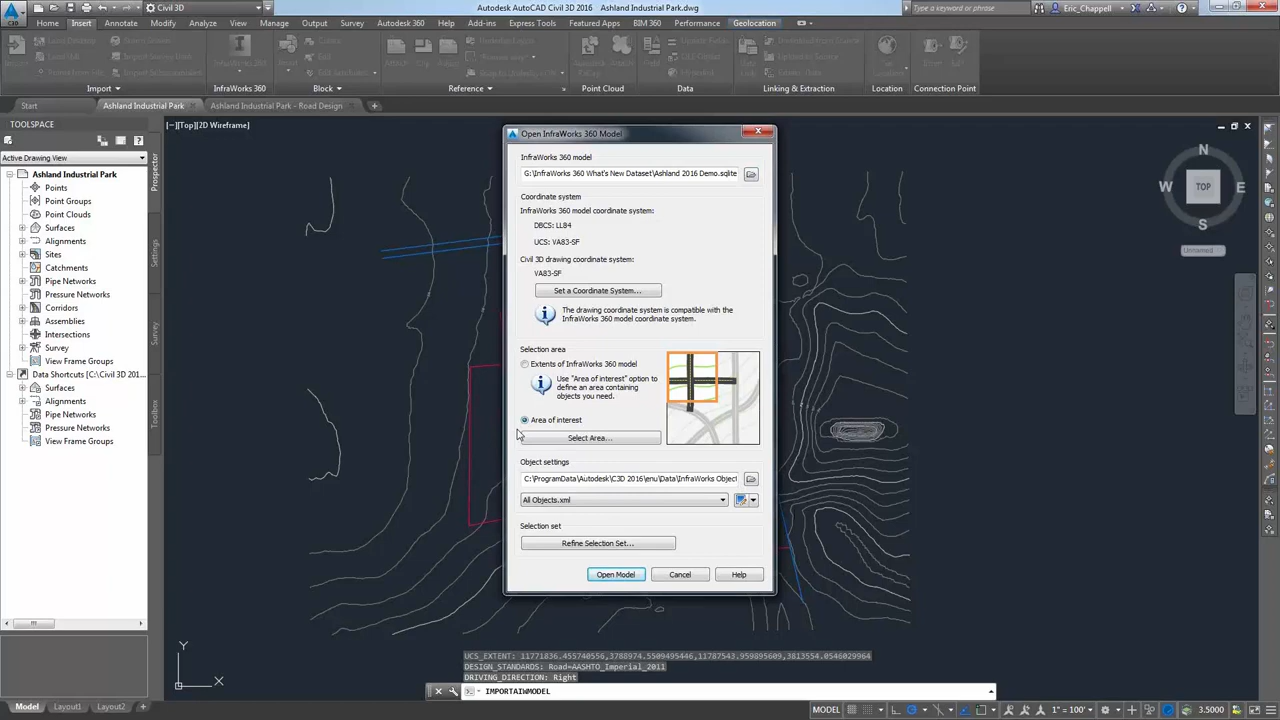 Civil 3D
Autodesk AutoCAD Civil 3D 2016 Ashland Industrial Park.dwg
Type a keyword or phrase
Eric_Chappell
Home Insert Annotate Modify Analyze View Manage Output Survey Autodesk 360 Help Add-ins Express Tools Featured Apps BIM 360 Performance Geolocation
Import InfraWorks 360 Block Reference Point Cloud Data Linking & Extraction Location Connection Point
Start Ashland Industrial Park Ashland Industrial Park - Road Design
TOOLSPACE
Active Drawing View
Ashland Industrial Park
Points
Point Groups
Point Clouds
Surfaces
Alignments
Sites
Catchments
Pipe Networks
Pressure Networks
Corridors
Assemblies
Intersections
Survey
View Frame Groups
Data Shortcuts [C:\Civil 3D 201...
Surfaces
Alignments
Pipe Networks
Pressure Networks
View Frame Groups
Prospector
Settings
Survey
Toolbox
[−][Top][2D Wireframe]
Open InfraWorks 360 Model
InfraWorks 360 model
G:\InfraWorks 360 What's New Dataset\Ashland 2016 Demo.sqlite
Coordinate system
InfraWorks 360 model coordinate system:
DBCS: LL84
UCS: VA83-SF
Civil 3D drawing coordinate system:
VA83-SF
Set a Coordinate System...
The drawing coordinate system is compatible with the
InfraWorks 360 model coordinate system.
Selection area
Extents of InfraWorks 360 model
Use "Area of interest" option to
define an area containing
objects you need.
Area of interest
Select Area...
Object settings
C:\ProgramData\Autodesk\C3D 2016\enu\Data\InfraWorks Object
All Objects.xml
Selection set
Refine Selection Set...
Open Model Cancel Help
N
W TOP E
S
Unnamed
Y
X
UCS_EXTENT: 11771836.455740556,3788974.5509495446,11787543.959895609,3813554.0546029964
DESIGN_STANDARDS: Road=AASHTO_Imperial_2011
DRIVING_DIRECTION: Right
IMPORTAIWMODEL
Model Layout1 Layout2 +
MODEL 1" = 100' 3.5000